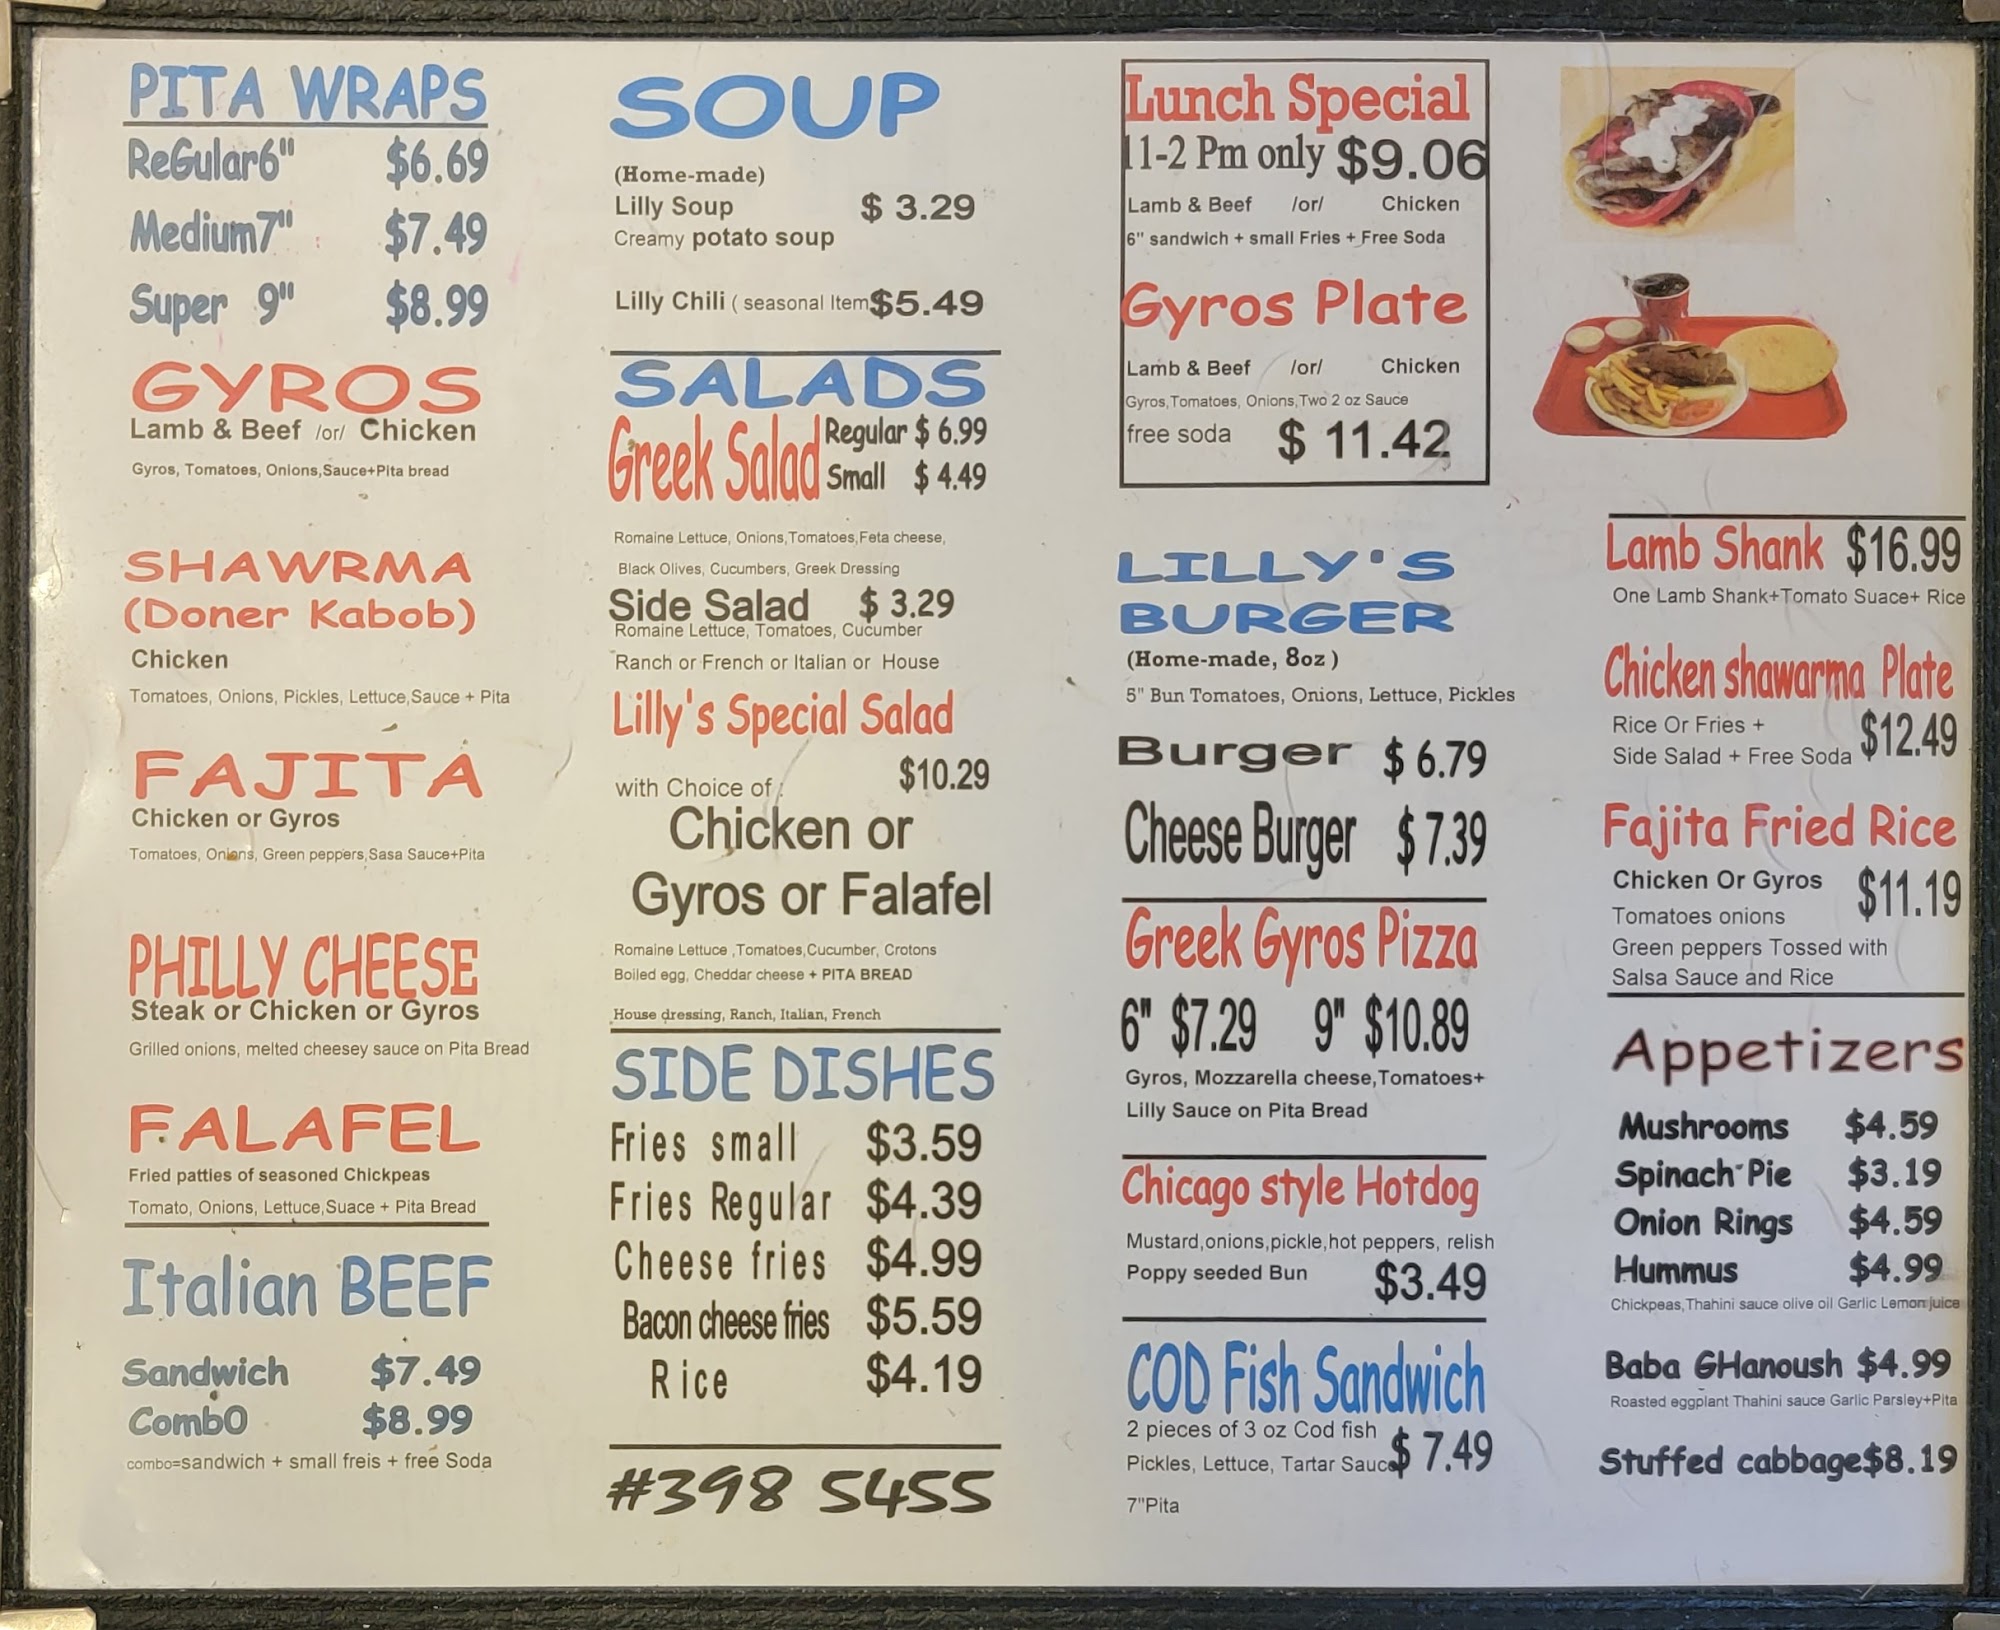 PITA WRAPS
ReGular6" $6.69
Medium7" $7.49
Super 9" $8.99
GYROS
Lamb & Beef /or/ Chicken
Gyros, Tomatoes, Onions,Sauce+Pita bread
SHAWRMA
(Doner Kabob)
Chicken
Tomatoes, Onions, Pickles, Lettuce,Sauce + Pita
FAJITA
Chicken or Gyros
Tomatoes, Onions, Green peppers,Sasa Sauce+Pita
PHILLY CHEESE
Steak or Chicken or Gyros
Grilled onions, melted cheesey sauce on Pita Bread
FALAFEL
Fried patties of seasoned Chickpeas
Tomato, Onions, Lettuce,Suace + Pita Bread
Italian BEEF
Sandwich $7.49
CombO $8.99
combo=sandwich + small freis + free Soda
SOUP
(Home-made)
Lilly Soup $ 3.29
Creamy potato soup
Lilly Chili ( seasonal Item$5.49
SALADS
Greek Salad Regular $ 6.99
Small $ 4.49
Romaine Lettuce, Onions,Tomatoes,Feta cheese,
Black Olives, Cucumbers, Greek Dressing
Side Salad $ 3.29
Romaine Lettuce, Tomatoes, Cucumber
Ranch or French or Italian or House
Lilly's Special Salad
with Choice of : $10.29
Chicken or
Gyros or Falafel
Romaine Lettuce ,Tomatoes,Cucumber, Crotons
Boiled egg, Cheddar cheese + PITA BREAD
House dressing, Ranch, Italian, French
SIDE DISHES
Fries small $3.59
Fries Regular $4.39
Cheese fries $4.99
Bacon cheese fries $5.59
Rice $4.19
#398 5455
Lunch Special
11-2 Pm only $9.06
Lamb & Beef /or/ Chicken
6" sandwich + small Fries + Free Soda
Gyros Plate
Lamb & Beef /or/ Chicken
Gyros,Tomatoes, Onions,Two 2 oz Sauce
free soda $ 11.42
LILLY'S
BURGER
(Home-made, 8oz )
5" Bun Tomatoes, Onions, Lettuce, Pickles
Burger $ 6.79
Cheese Burger $ 7.39
Greek Gyros Pizza
6" $7.29 9" $10.89
Gyros, Mozzarella cheese,Tomatoes+
Lilly Sauce on Pita Bread
Chicago style Hotdog
Mustard,onions,pickle,hot peppers, relish
Poppy seeded Bun $3.49
COD Fish Sandwich
2 pieces of 3 oz Cod fish
Pickles, Lettuce, Tartar Sauce $ 7.49
7"Pita
Lamb Shank $16.99
One Lamb Shank+Tomato Suace+ Rice
Chicken shawarma Plate
Rice Or Fries +
Side Salad + Free Soda $12.49
Fajita Fried Rice
Chicken Or Gyros $11.19
Tomatoes onions
Green peppers Tossed with
Salsa Sauce and Rice
Appetizers
Mushrooms $4.59
Spinach Pie $3.19
Onion Rings $4.59
Hummus $4.99
Chickpeas,Thahini sauce olive oil Garlic Lemon juice
Baba GHanoush $4.99
Roasted eggplant Thahini sauce Garlic Parsley+Pita
Stuffed cabbage$8.19